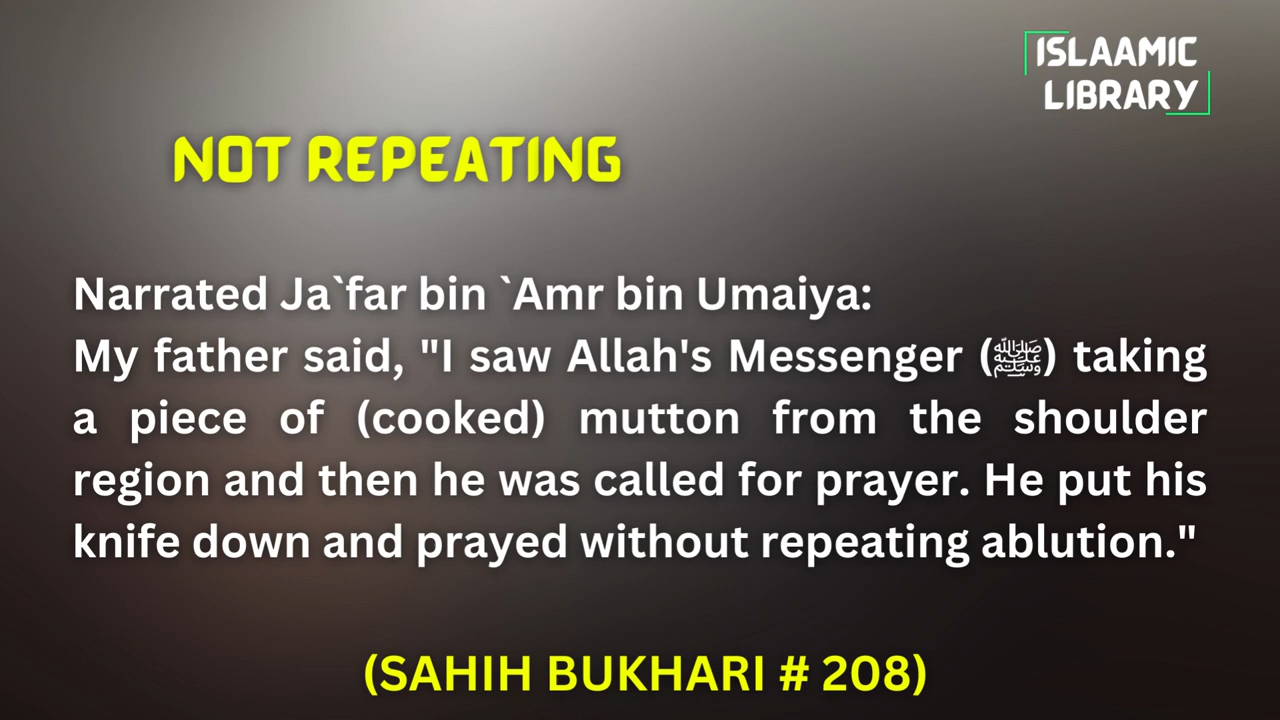 ISLAAMIC
LIBRARY
NOT REPEATING
Narrated Ja`far bin `Amr bin Umaiya:
My father said, "I saw Allah's Messenger (ﷺ) taking
a piece of (cooked) mutton from the shoulder
region and then he was called for prayer. He put his
knife down and prayed without repeating ablution."
(SAHIH BUKHARI # 208)